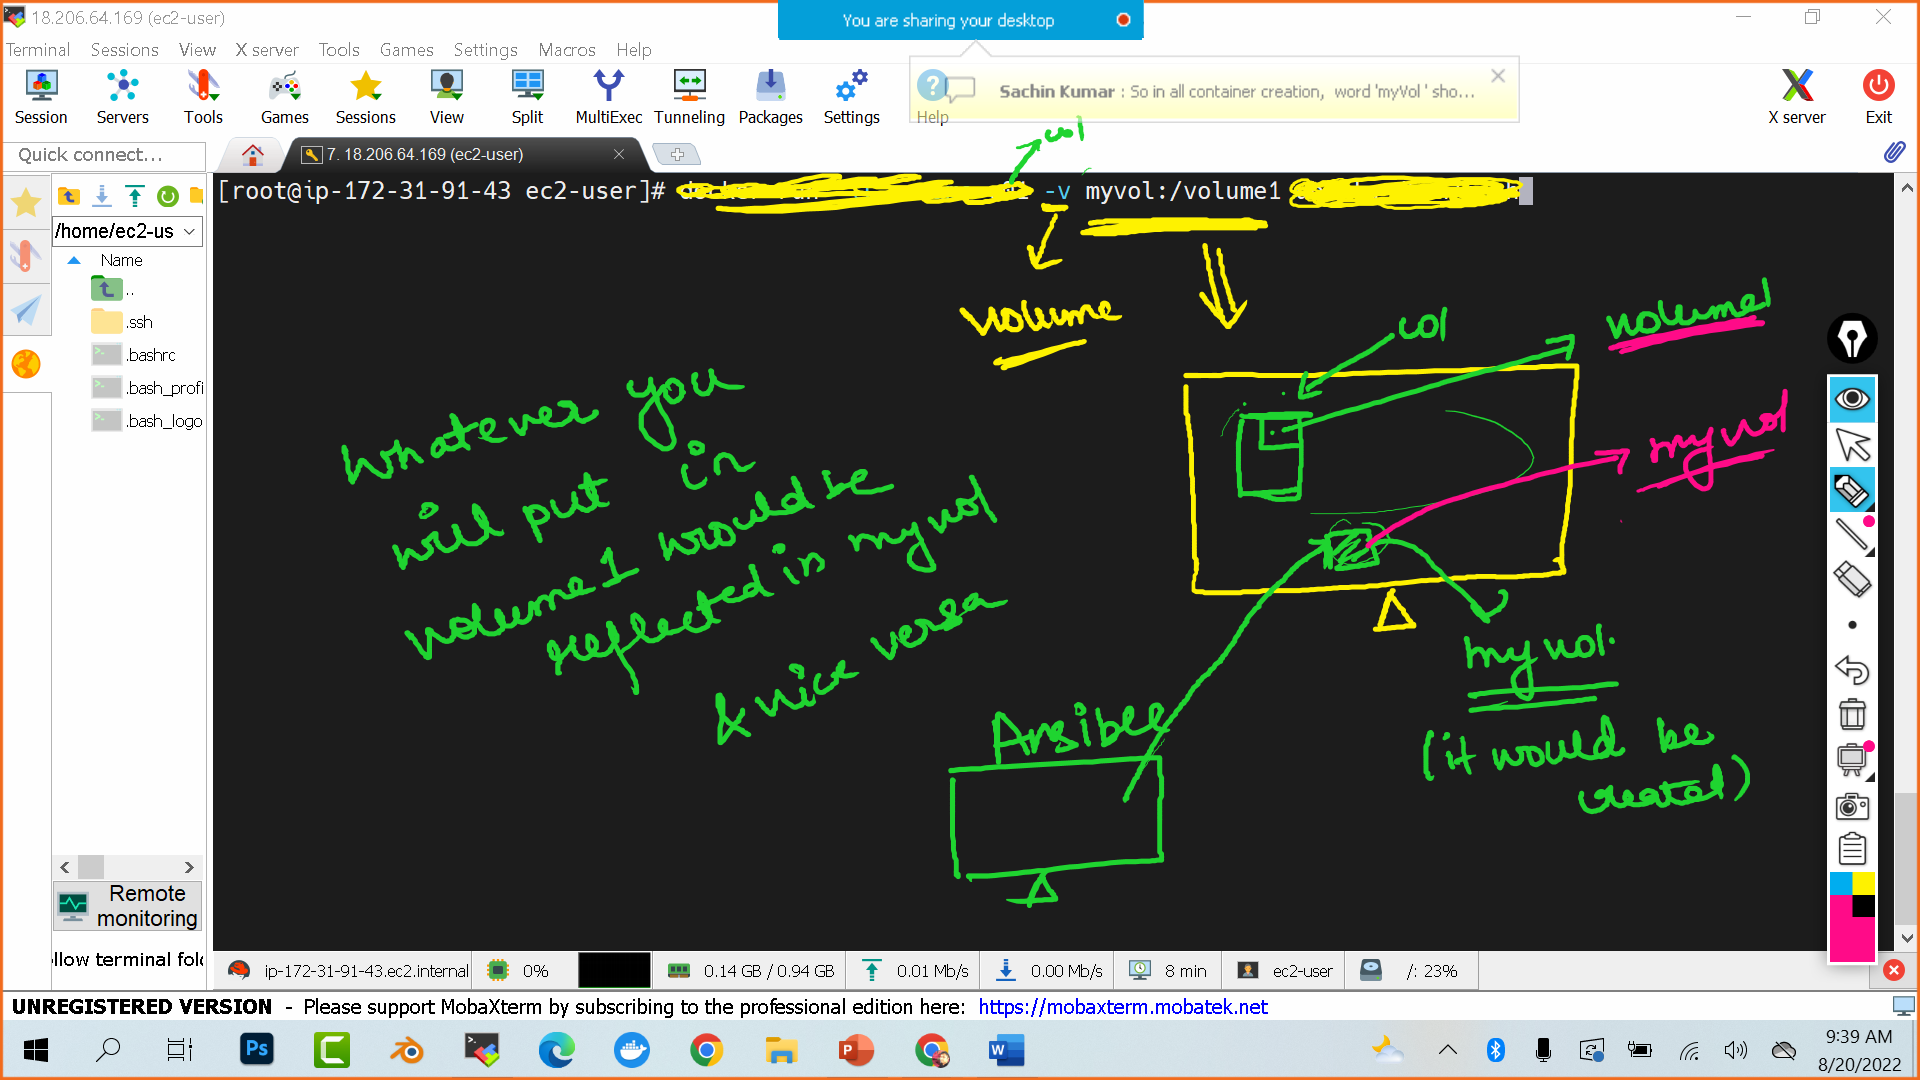 18.206.64.169 (ec2-user)
You are sharing your desktop
Terminal Sessions View X server Tools Games Settings Macros Help
Sachin Kumar : So in all container creation, word 'myVol ' sho...
Session Servers Tools Games Sessions View Split MultiExec Tunneling Packages Settings Help X server Exit
Quick connect...
7. 18.206.64.169 (ec2-user)
[root@ip-172-31-91-43 ec2-user]# -v myvol:/volume1
/home/ec2-us
Name
..
.ssh
.bashrc
.bash_profi
.bash_logo
volume
volume1
myvol
whatever you
will put in
volume1 would be
reflected in myvol
& vice versa
myvol.
(it would be
created)
Remote
monitoring
llow terminal fold
ip-172-31-91-43.ec2.internal 0% 0.14 GB / 0.94 GB 0.01 Mb/s 0.00 Mb/s 8 min ec2-user /: 23%
UNREGISTERED VERSION - Please support MobaXterm by subscribing to the professional edition here: https://mobaxterm.mobatek.net
9:39 AM
8/20/2022